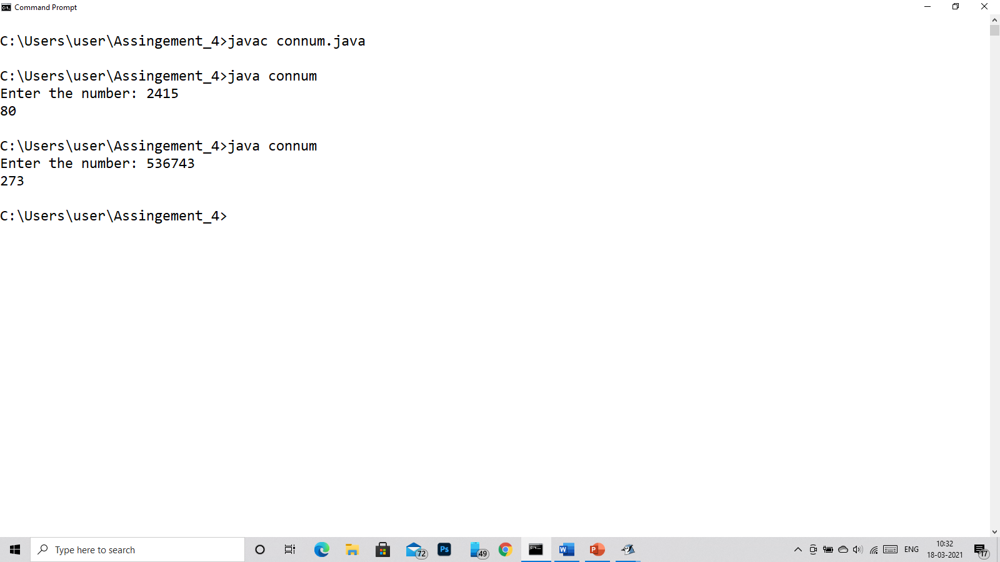 Command Prompt
C:\Users\user\Assingement_4>javac connum.java
C:\Users\user\Assingement_4>java connum
Enter the number: 2415
80
C:\Users\user\Assingement_4>java connum
Enter the number: 536743
273
C:\Users\user\Assingement_4>
Type here to search
72
Ps
49
W
P
ENG
10:32
18-03-2021
17